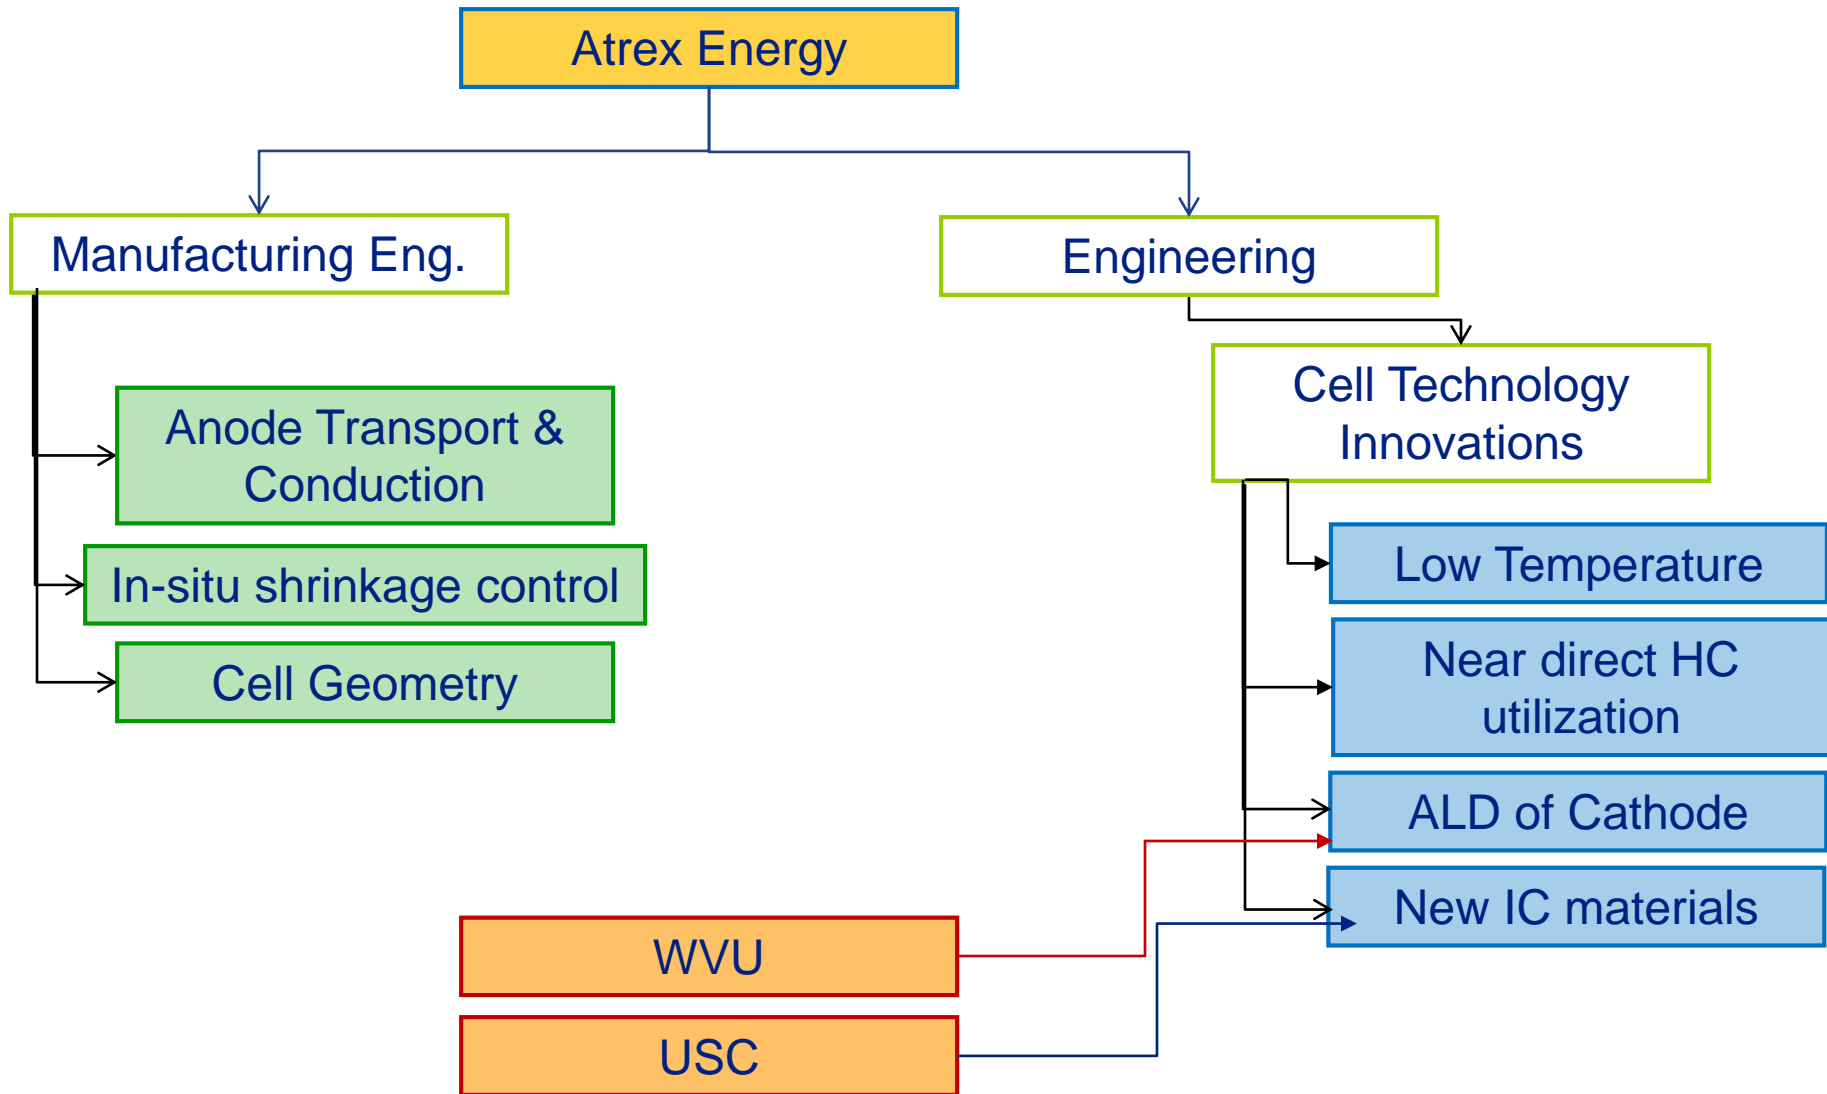 Atrex Energy
Manufacturing Eng.
Engineering
Cell Technology
Innovations
Anode Transport &
Conduction
In-situ shrinkage control
Cell Geometry
Low Temperature
Near direct HC
utilization
ALD of Cathode
New IC materials
WVU
USC